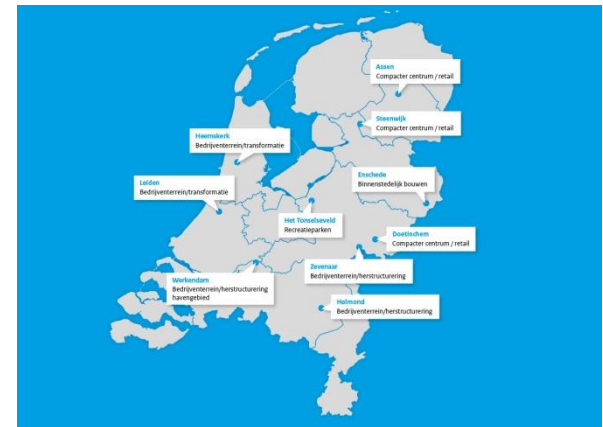 Assen
Compacter centrum / retail
Steenwijk
Compacter centrum / retail
Heemskerk
Bedrijventerrein/transformatie
Enschede
Binnenstedelijk bouwen
Leiden
Bedrijventerrein/transformatie
Het Tonselseveld
Recreatieparken
Doetinchem
Compacter centrum / retail
Zevenaar
Bedrijventerrein/herstructurering
Werkendam
Bedrijventerrein/herstructurering
havengebied
Helmond
Bedrijventerrein/herstructurering